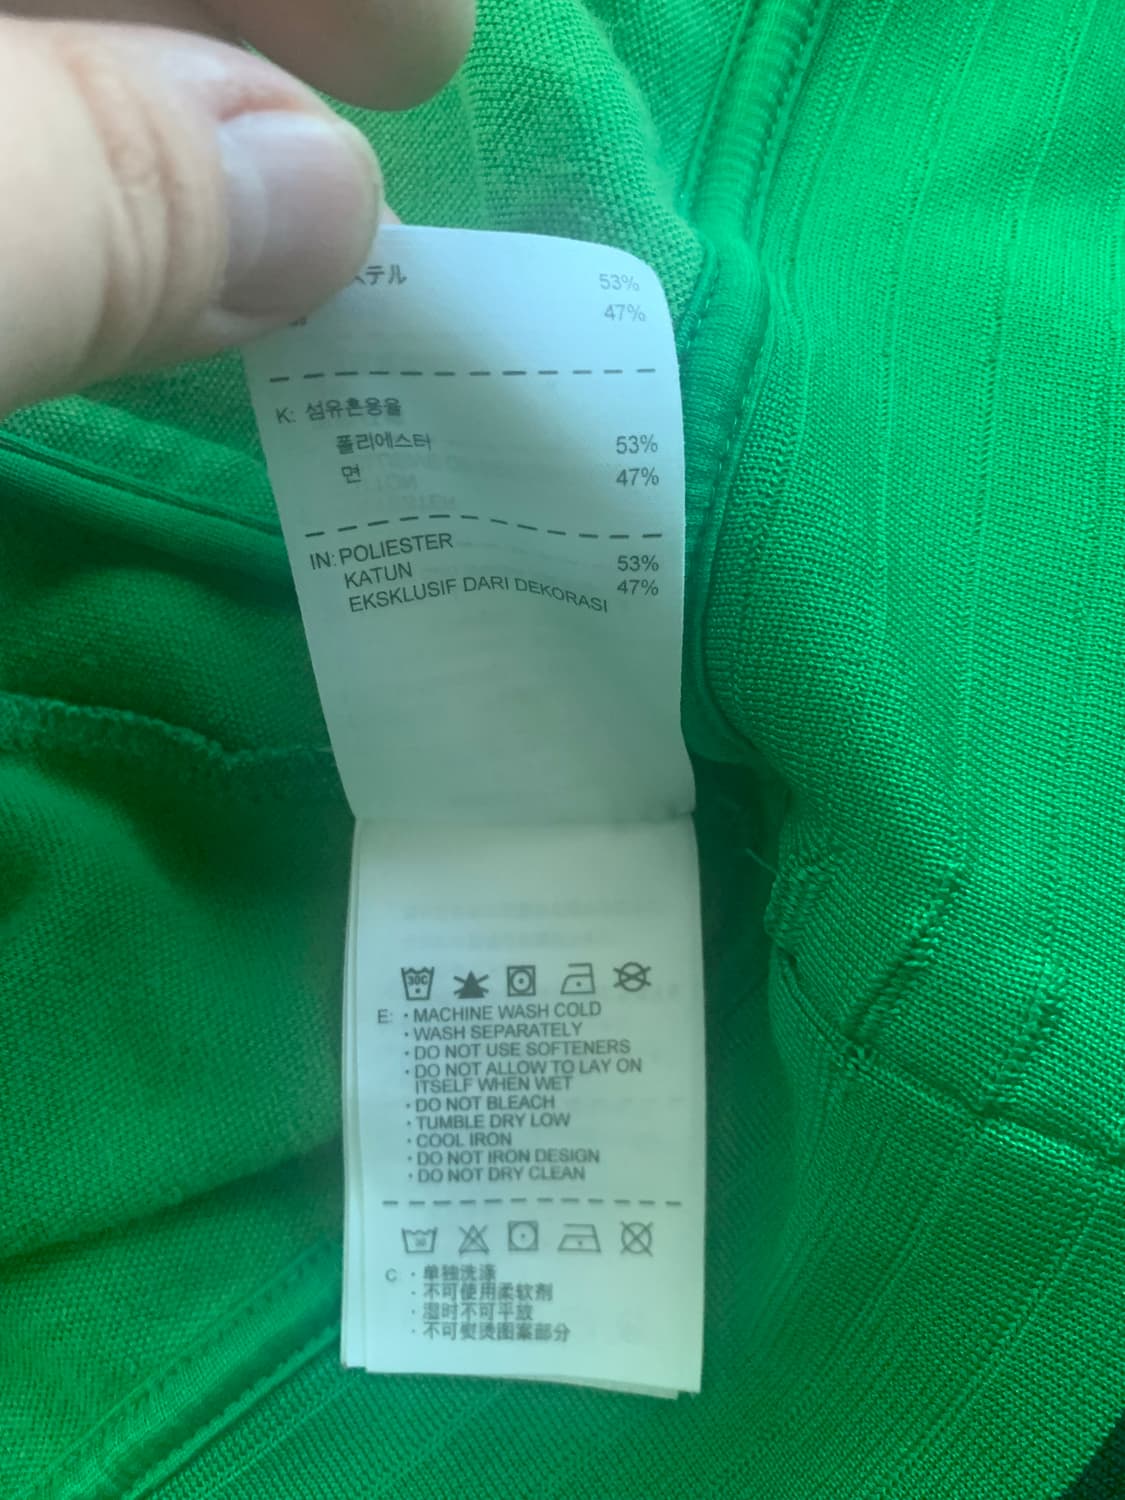 ステル 53%
47%
K: 섬유혼용율
폴리에스터 53%
면 47%
IN: POLIESTER 53%
KATUN 47%
EKSKLUSIF DARI DEKORASI
30C
E: · MACHINE WASH COLD
· WASH SEPARATELY
· DO NOT USE SOFTENERS
· DO NOT ALLOW TO LAY ON
ITSELF WHEN WET
· DO NOT BLEACH
· TUMBLE DRY LOW
· COOL IRON
· DO NOT IRON DESIGN
· DO NOT DRY CLEAN
30
C · 单独洗涤
· 不可使用柔软剂
· 湿时不可平放
· 不可熨烫图案部分